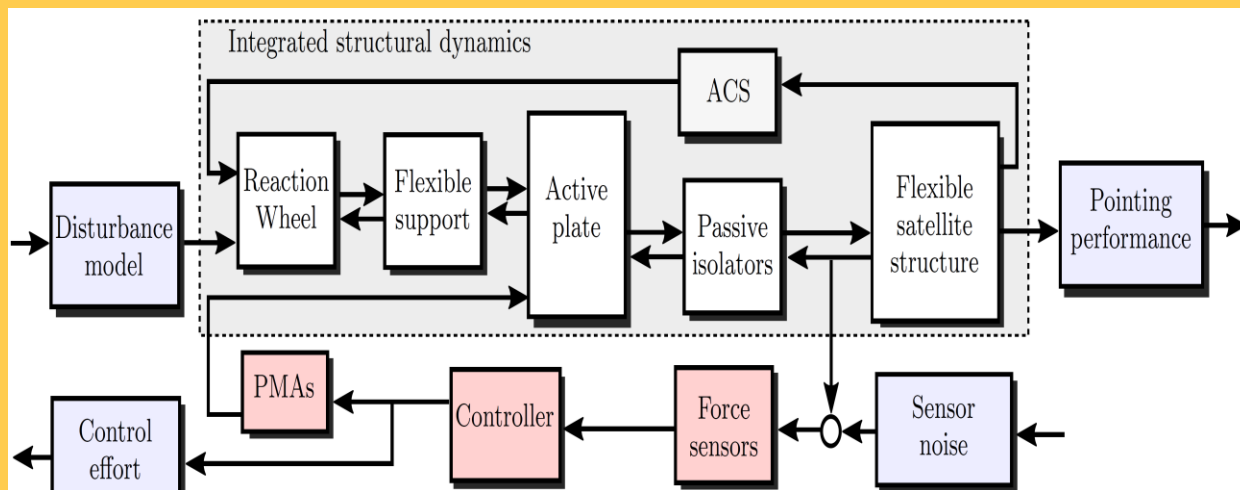 Integrated structural dynamics
ACS
Reaction
Wheel
Flexible
support
Active
plate
Passive
isolators
Flexible
satellite
structure
Disturbance
model
Pointing
performance
PMAs
Controller
Force
sensors
Sensor
noise
Control
effort